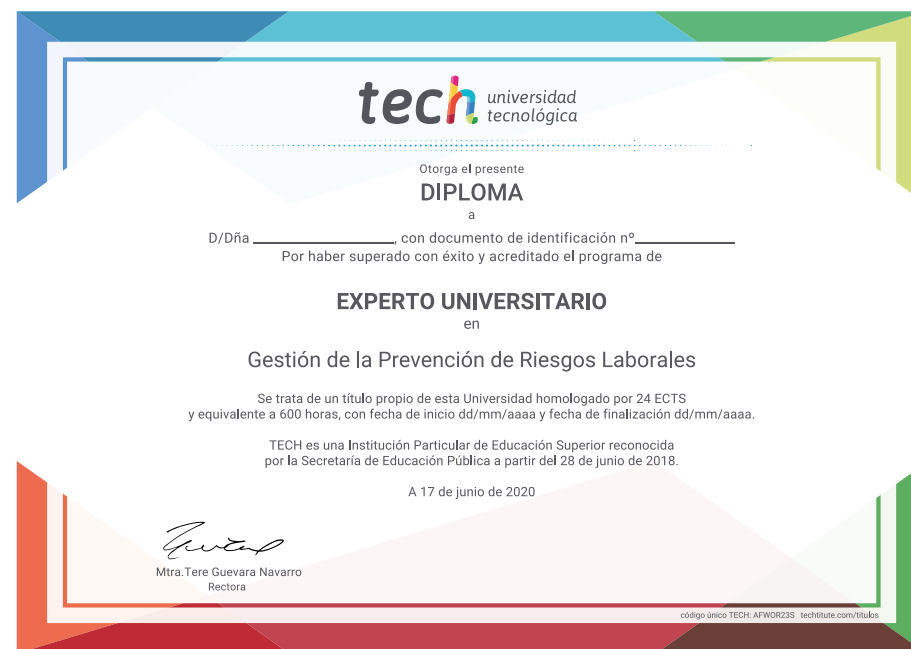 tech universidad
tecnológica
Otorga el presente
DIPLOMA
a
D/Dña ______________, con documento de identificación nº__________
Por haber superado con éxito y acreditado el programa de
EXPERTO UNIVERSITARIO
en
Gestión de la Prevención de Riesgos Laborales
Se trata de un título propio de esta Universidad homologado por 24 ECTS
y equivalente a 600 horas, con fecha de inicio dd/mm/aaaa y fecha de finalización dd/mm/aaaa.
TECH es una Institución Particular de Educación Superior reconocida
por la Secretaría de Educación Pública a partir del 28 de junio de 2018.
A 17 de junio de 2020
Mtra.Tere Guevara Navarro
Rectora
código único TECH: AFWOR23S techtitute.com/titulos